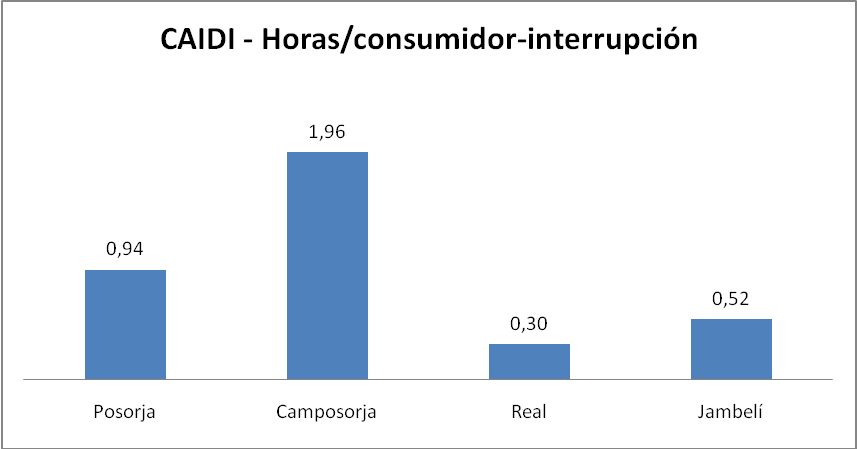 CAIDI - Horas/consumidor-interrupción
1,96
0,94
0,52
0,30
Posorja Camposorja Real Jambelí